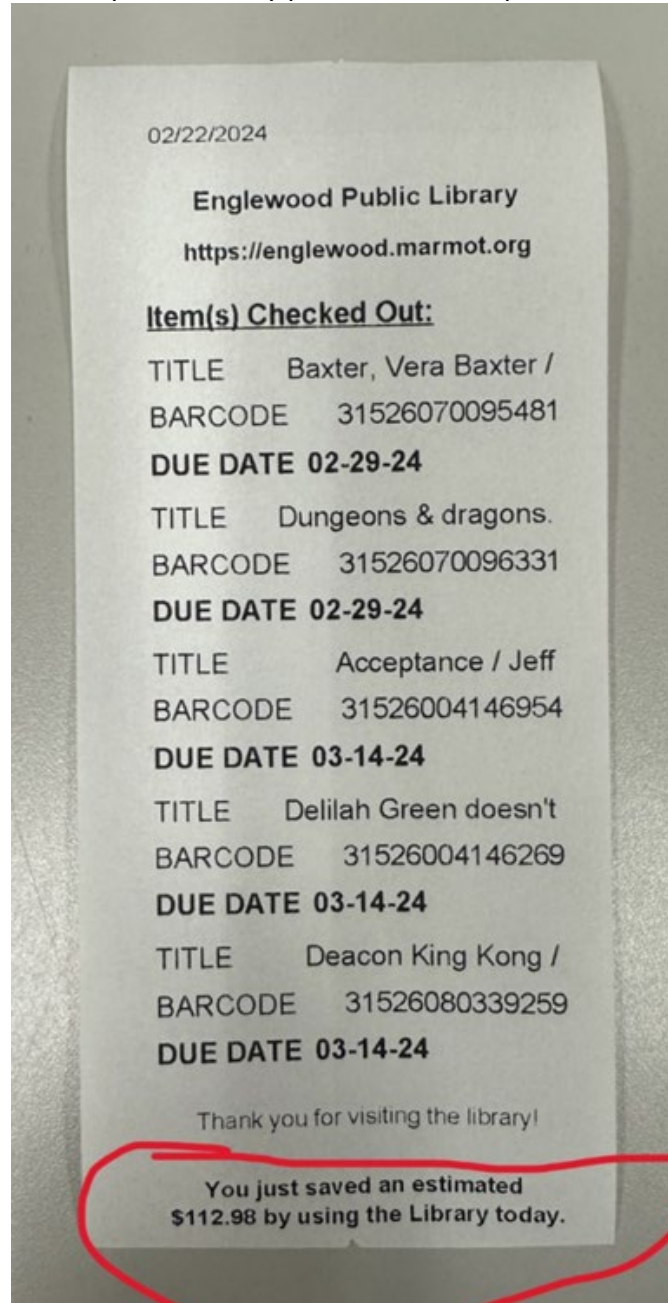 02/22/2024
Englewood Public Library
https://englewood.marmot.org
Item(s) Checked Out:
TITLE Baxter, Vera Baxter /
BARCODE 31526070095481
DUE DATE 02-29-24
TITLE Dungeons & dragons.
BARCODE 31526070096331
DUE DATE 02-29-24
TITLE Acceptance / Jeff
BARCODE 31526004146954
DUE DATE 03-14-24
TITLE Delilah Green doesn't
BARCODE 31526004146269
DUE DATE 03-14-24
TITLE Deacon King Kong /
BARCODE 31526080339259
DUE DATE 03-14-24
Thank you for visiting the library!
You just saved an estimated
$112.98 by using the Library today.